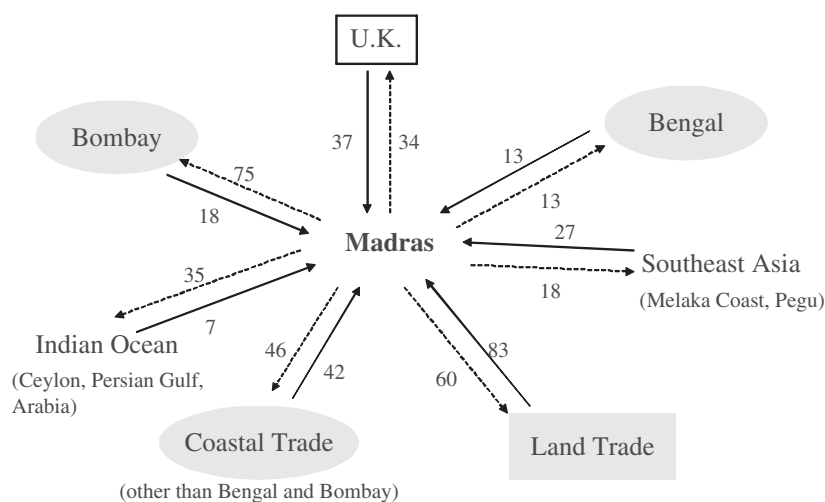 U.K.
Bombay
Bengal
37
34
13
75
18
13
Madras
27
Southeast Asia
18
(Melaka Coast, Pegu)
35
7
Indian Ocean
(Ceylon, Persian Gulf,
Arabia)
46
42
83
60
Coastal Trade
(other than Bengal and Bombay)
Land Trade